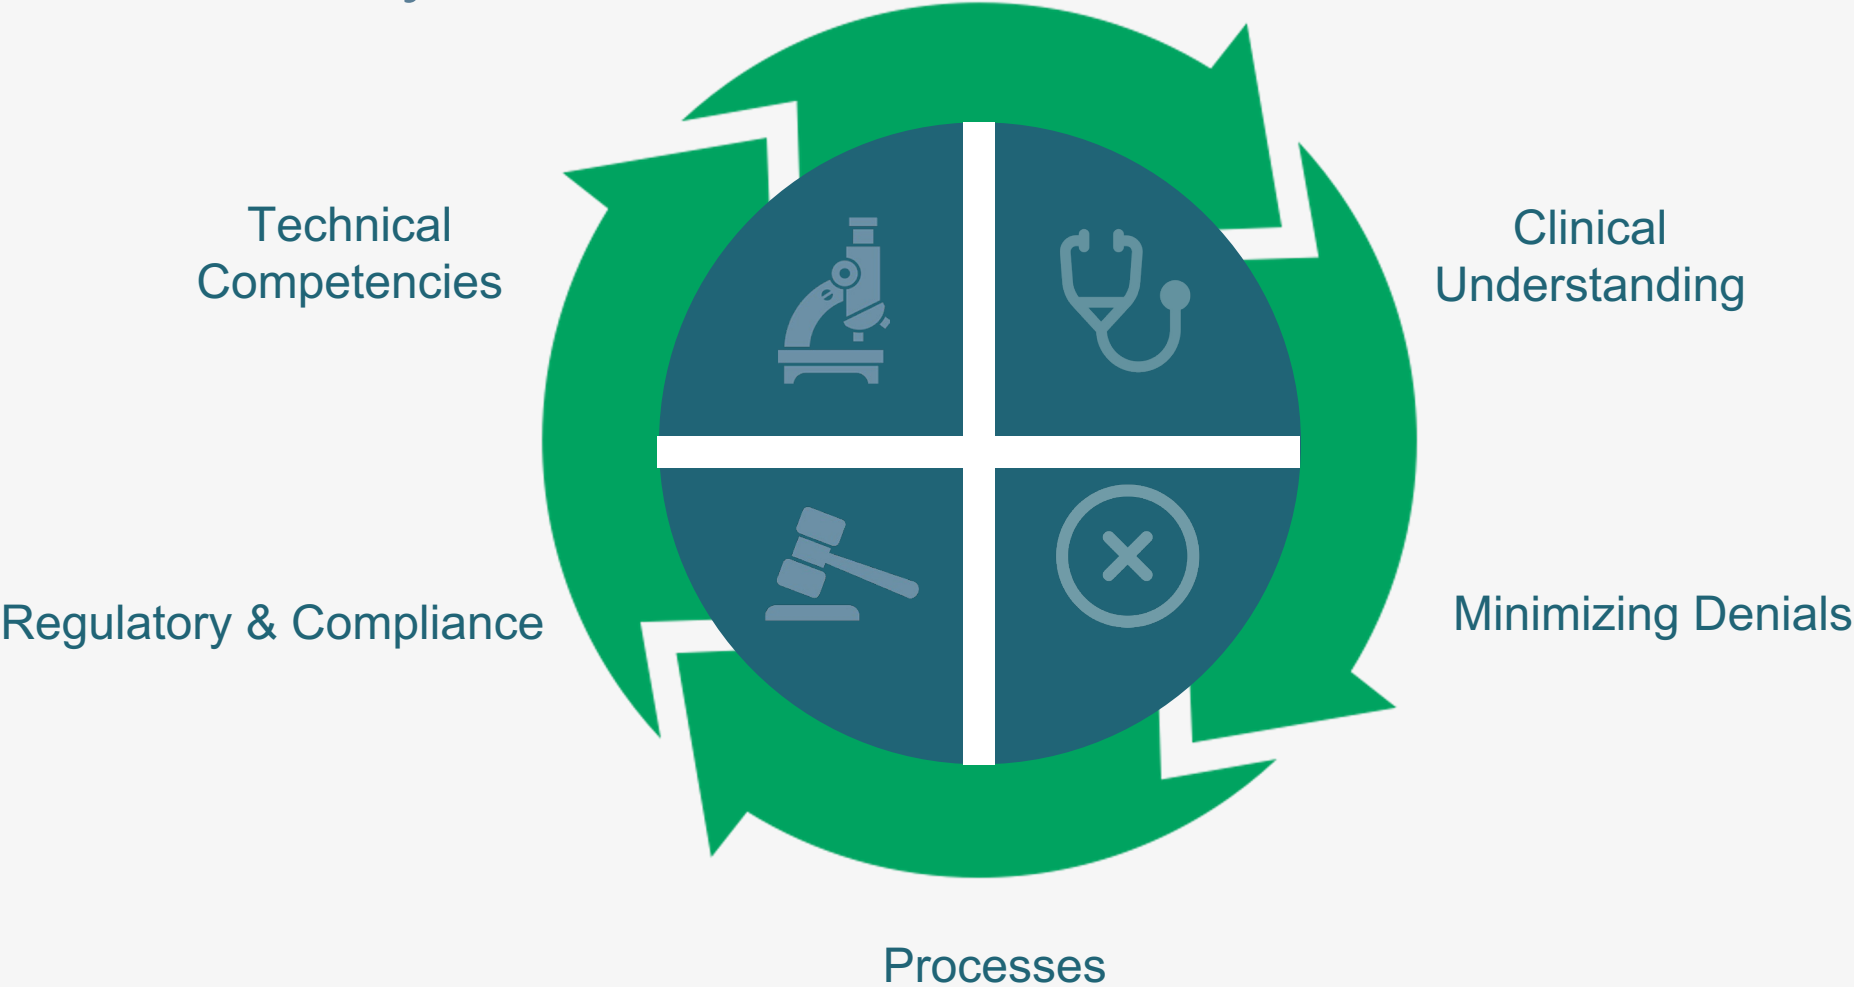 Technical
Competencies
Clinical
Understanding
Regulatory & Compliance
Minimizing Denials
Processes